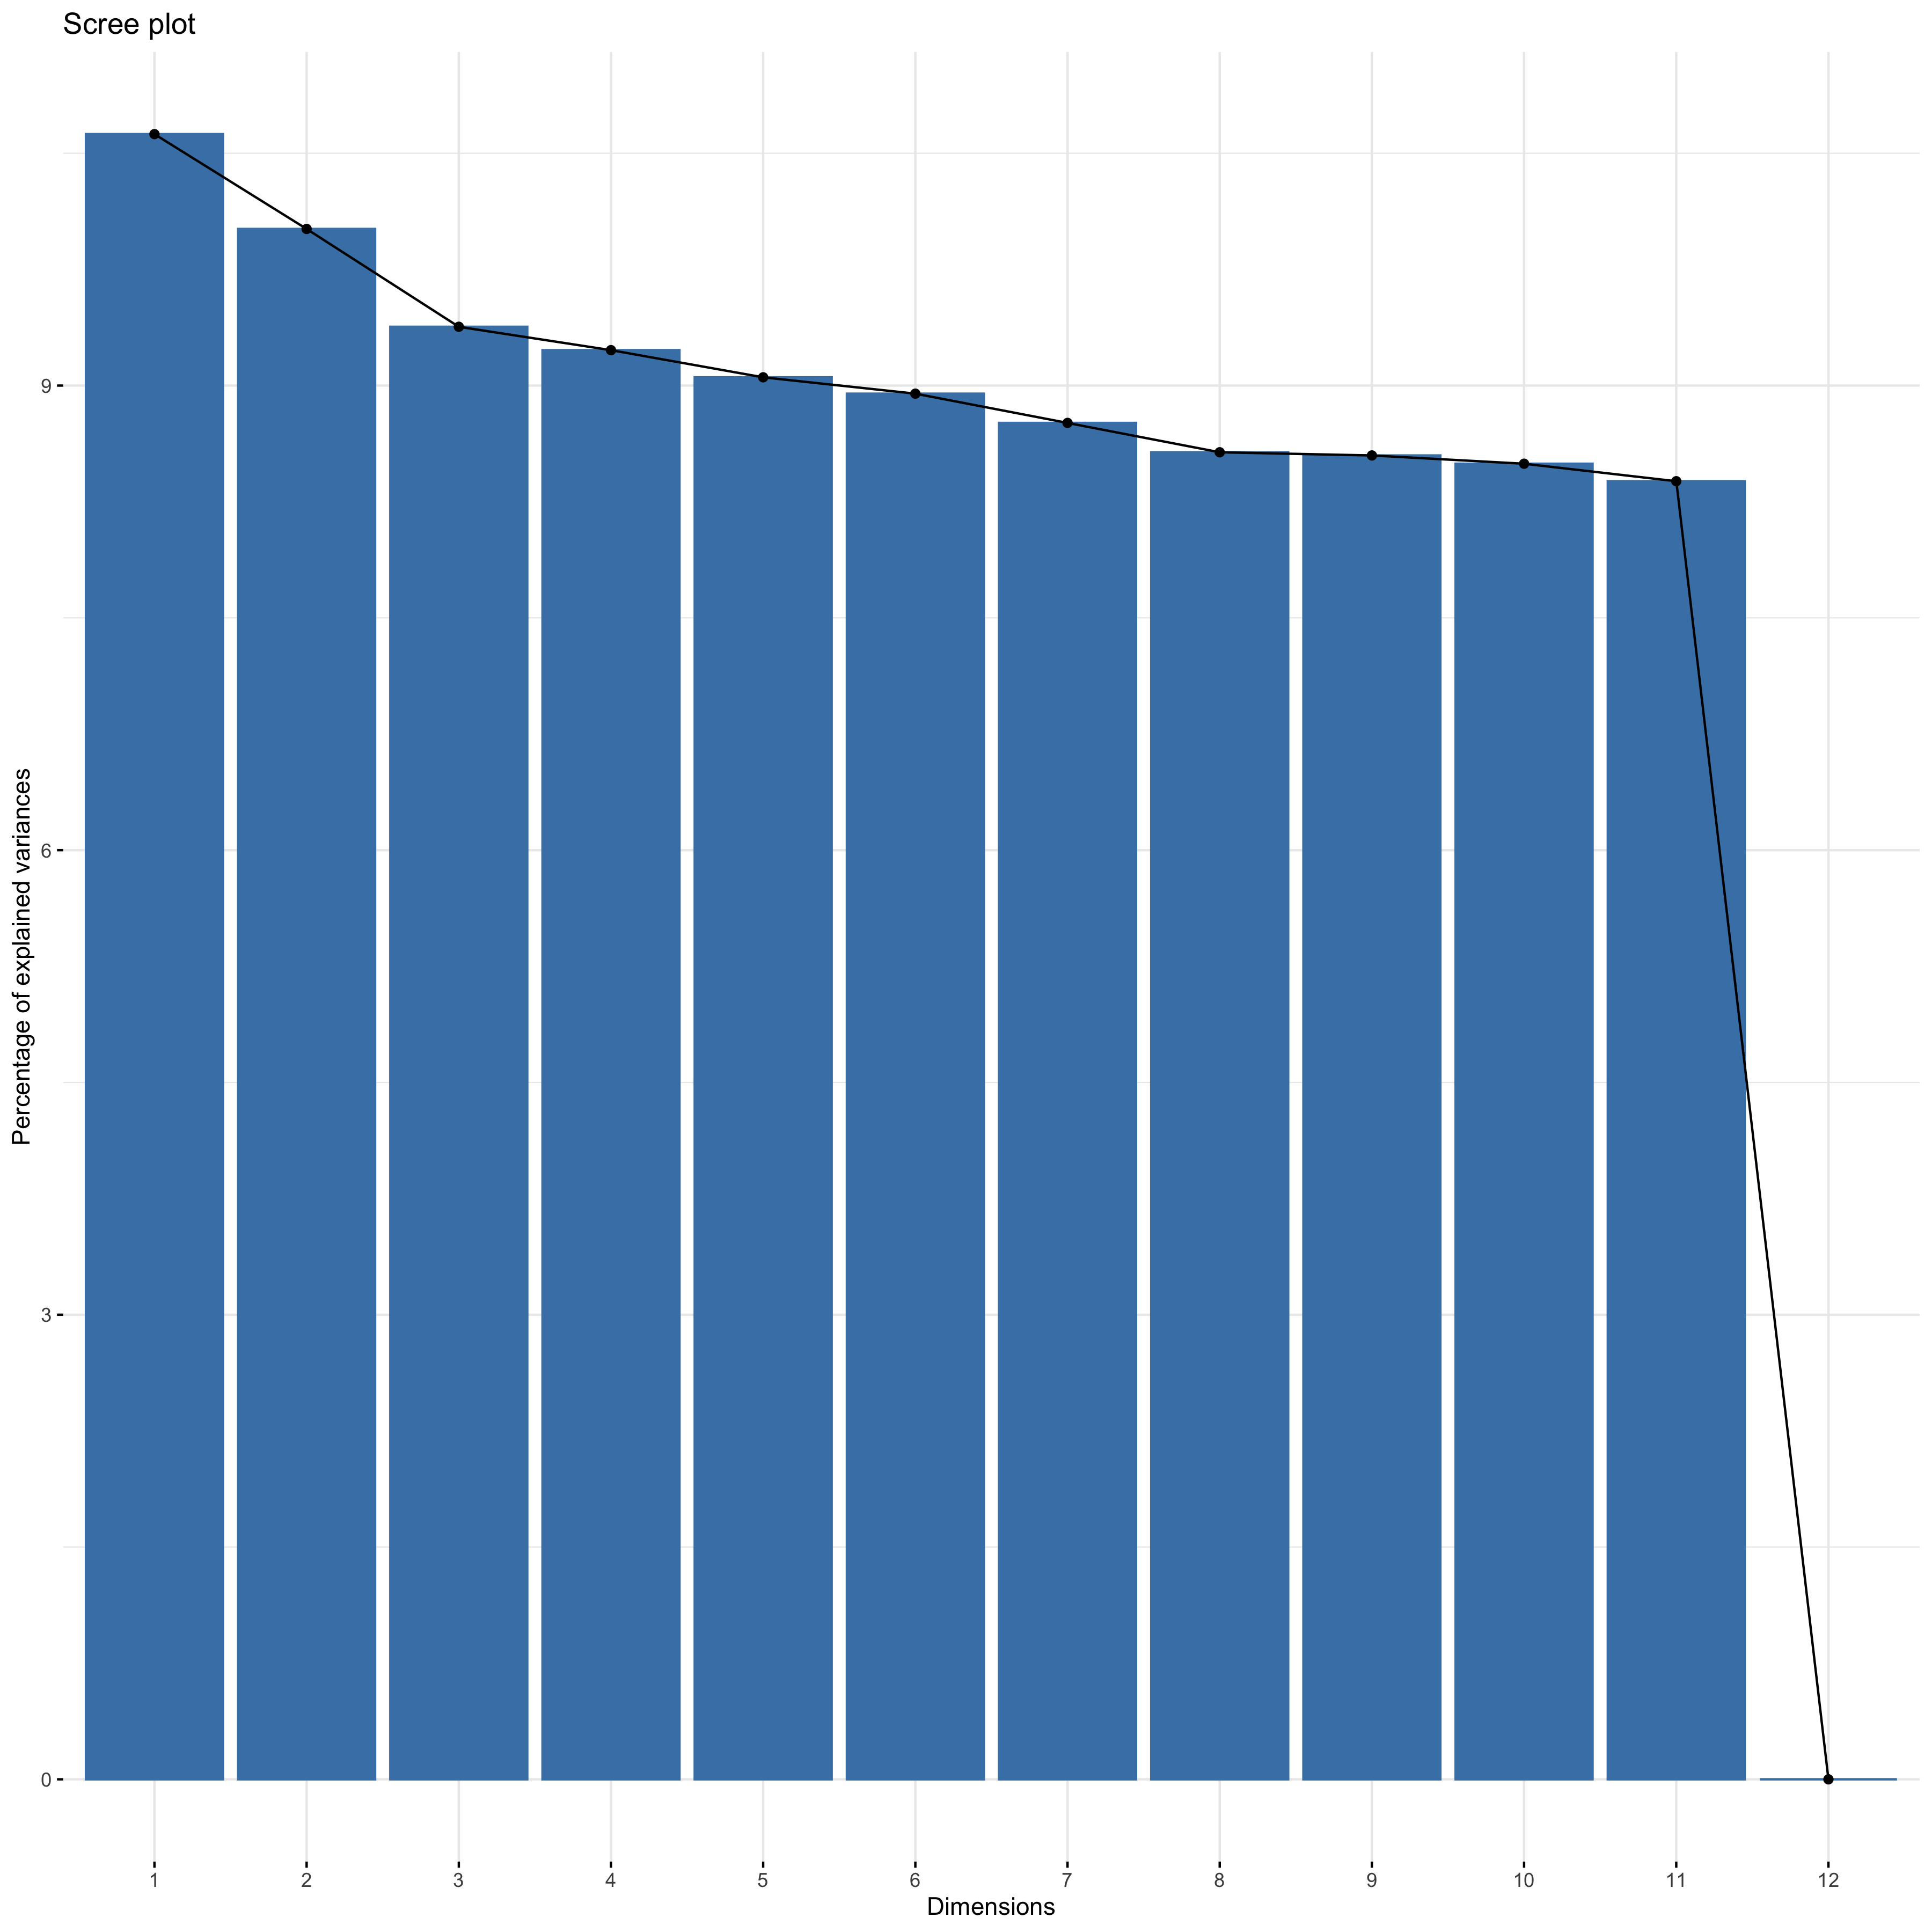 Scree plot
Percentage of explained variances
9
6
3
0
1 2 3 4 5 6 7 8 9 10 11 12
Dimensions